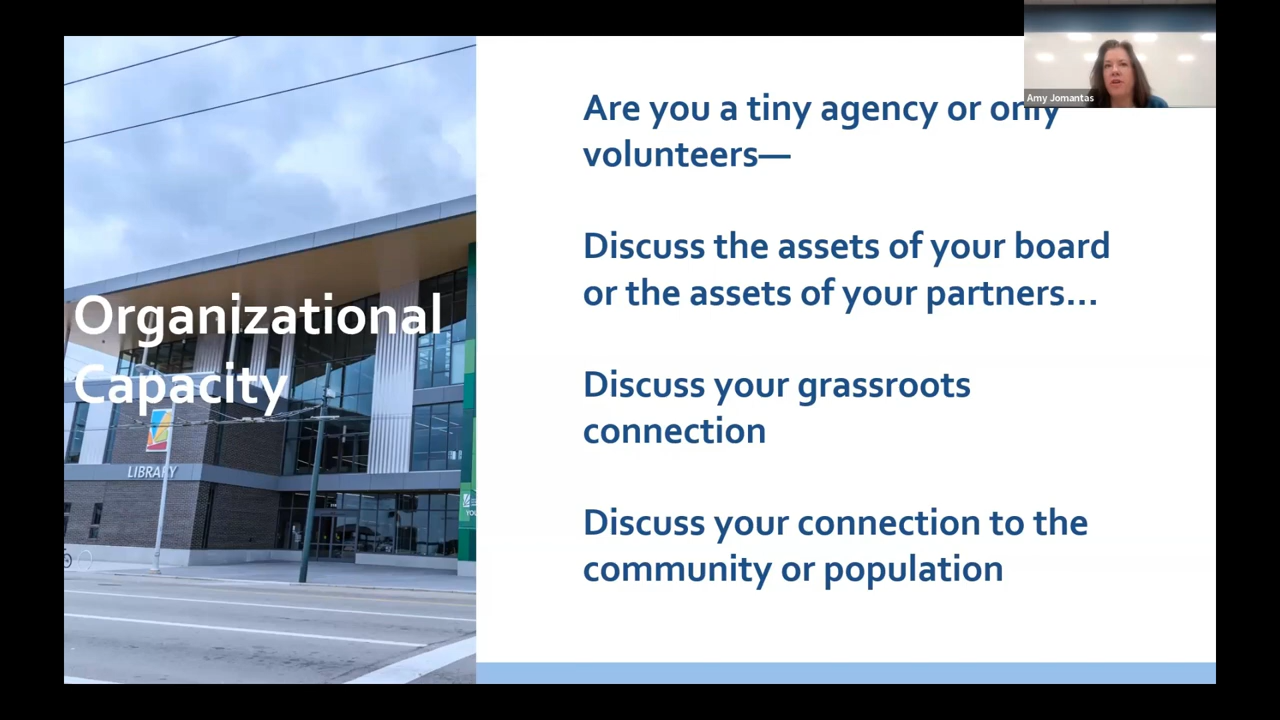 Amy Jomantas
Organizational
Capacity
LIBRARY
Are you a tiny agency or only
volunteers—
Discuss the assets of your board
or the assets of your partners...
Discuss your grassroots
connection
Discuss your connection to the
community or population